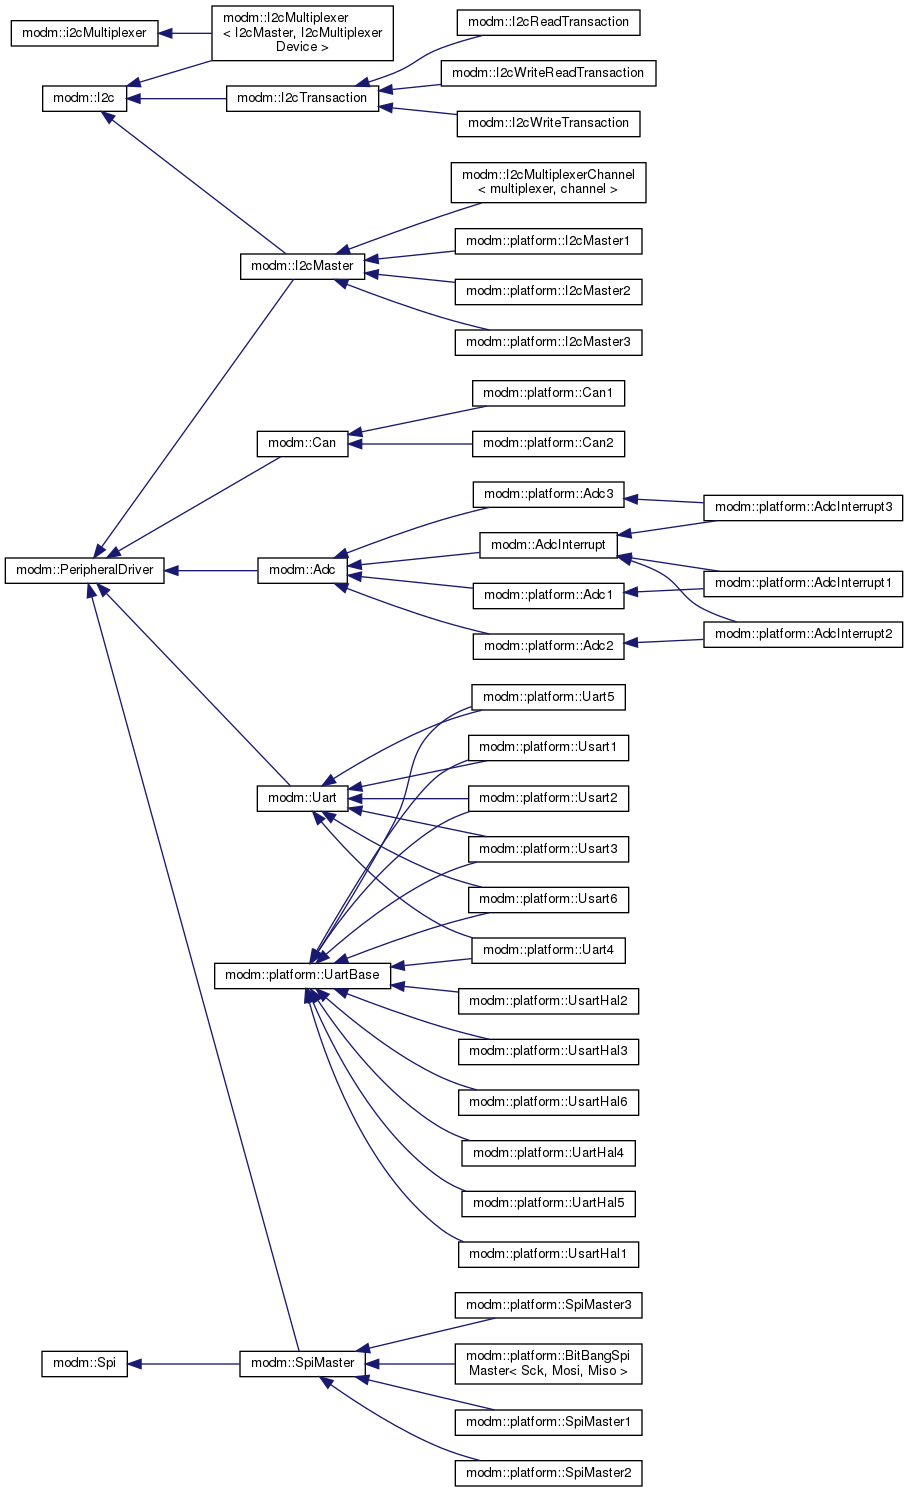 modm::i2cMultiplexer
modm::I2cMultiplexer
< I2cMaster, I2cMultiplexer
Device >
modm::I2cReadTransaction
modm::I2cWriteReadTransaction
modm::I2c
modm::I2cTransaction
modm::I2cWriteTransaction
modm::I2cMultiplexerChannel
< multiplexer, channel >
modm::platform::I2cMaster1
modm::I2cMaster
modm::platform::I2cMaster2
modm::platform::I2cMaster3
modm::platform::Can1
modm::Can
modm::platform::Can2
modm::platform::Adc3
modm::platform::AdcInterrupt3
modm::AdcInterrupt
modm::PeripheralDriver
modm::Adc
modm::platform::Adc1
modm::platform::AdcInterrupt1
modm::platform::Adc2
modm::platform::AdcInterrupt2
modm::platform::Uart5
modm::platform::Usart1
modm::Uart
modm::platform::Usart2
modm::platform::Usart3
modm::platform::Usart6
modm::platform::Uart4
modm::platform::UartBase
modm::platform::UsartHal2
modm::platform::UsartHal3
modm::platform::UsartHal6
modm::platform::UartHal4
modm::platform::UartHal5
modm::platform::UsartHal1
modm::platform::SpiMaster3
modm::Spi
modm::SpiMaster
modm::platform::BitBangSpi
Master< Sck, Mosi, Miso >
modm::platform::SpiMaster1
modm::platform::SpiMaster2